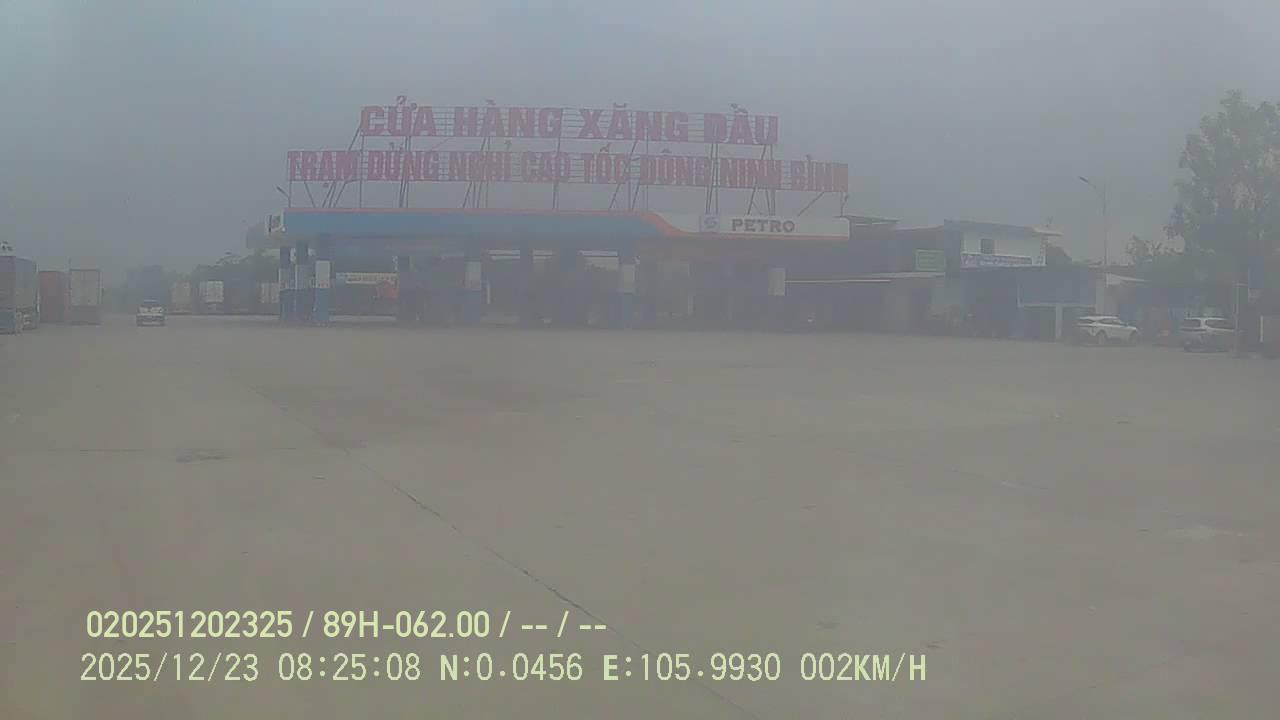 CỬA HÀNG XĂNG DẦU
TRẠM DỪNG NGHỈ CAO TỐC ĐÔNG NINH BÌNH
PETRO
020251202325 / 89H-062.00 / -- / --
2025/12/23 08:25:08 N:0.0456 E:105.9930 002KM/H